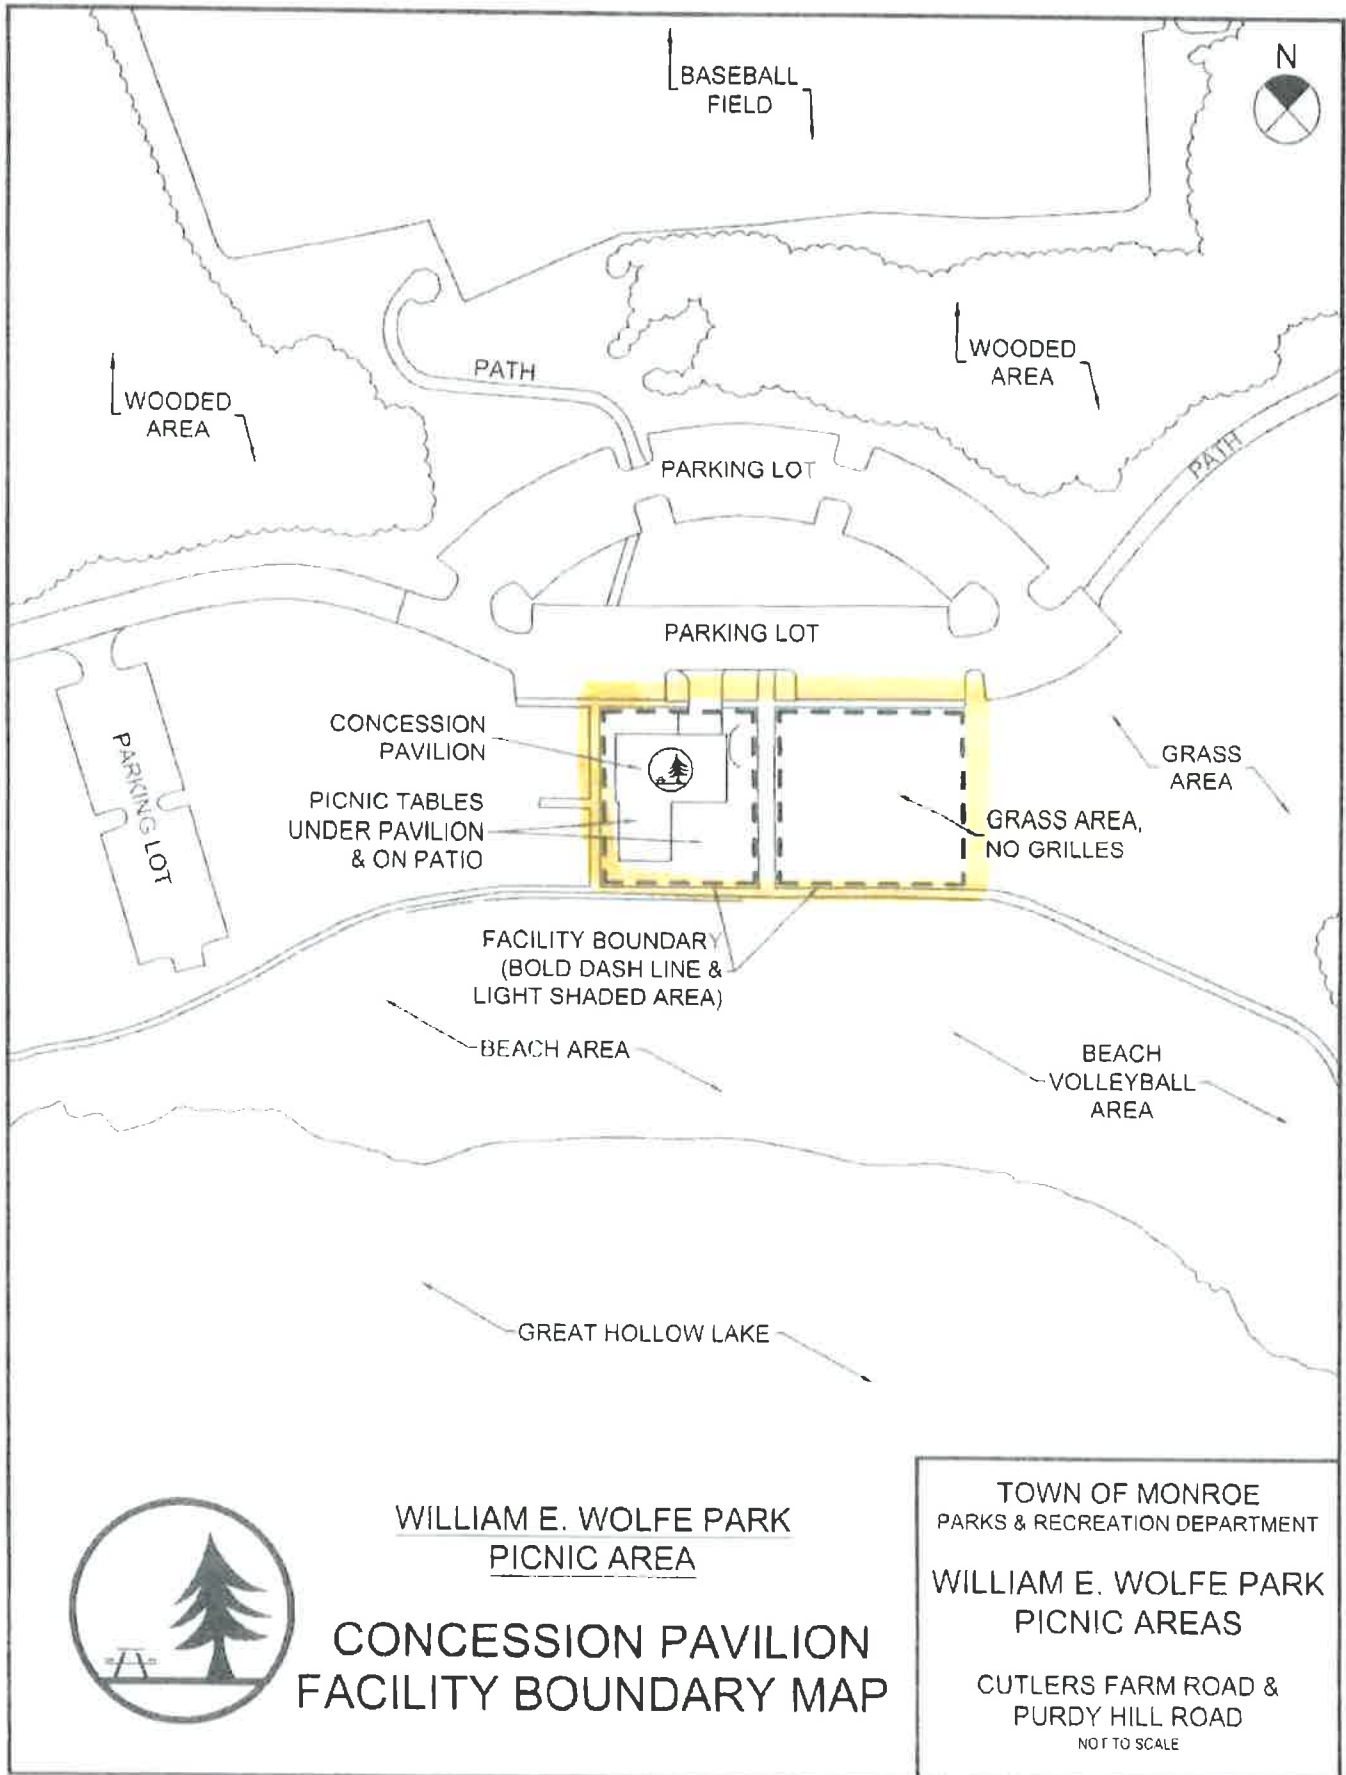 N
BASEBALL
FIELD
WOODED
AREA
PATH
WOODED
AREA
PATH
PARKING LOT
PARKING LOT
CONCESSION
PAVILION
GRASS
AREA
PARKING LOT
PICNIC TABLES
UNDER PAVILION
& ON PATIO
GRASS AREA,
NO GRILLES
FACILITY BOUNDARY
(BOLD DASH LINE &
LIGHT SHADED AREA)
BEACH AREA
BEACH
VOLLEYBALL
AREA
GREAT HOLLOW LAKE
WILLIAM E. WOLFE PARK
PICNIC AREA
CONCESSION PAVILION
FACILITY BOUNDARY MAP
TOWN OF MONROE
PARKS & RECREATION DEPARTMENT
WILLIAM E. WOLFE PARK
PICNIC AREAS
CUTLERS FARM ROAD &
PURDY HILL ROAD
NOT TO SCALE